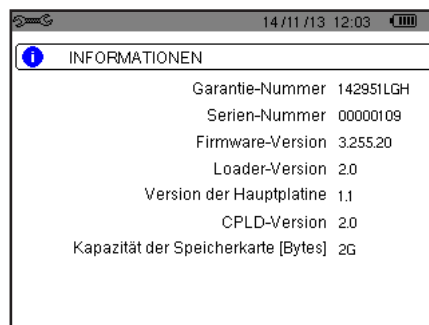 14/11/13 12:03
INFORMATIONEN
Garantie-Nummer 142951LGH
Serien-Nummer 00000109
Firmware-Version 3.255.20
Loader-Version 2.0
Version der Hauptplatine 1.1
CPLD-Version 2.0
Kapazität der Speicherkarte [Bytes] 2G